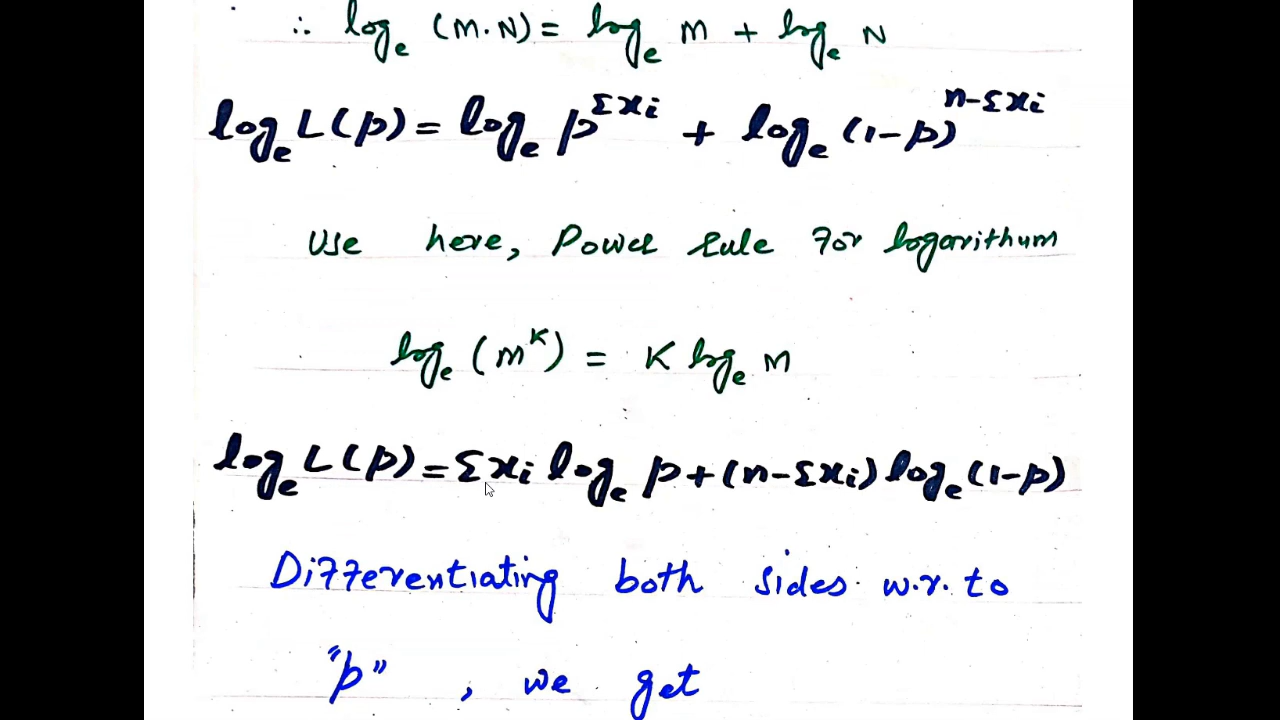 ∴ logₑ (M·N) = logₑ M + logₑ N
logₑ L(p) = logₑ p^Σxi + logₑ (1-p)^n-Σxi
Use here, Power rule for logarithum
logₑ (m^K) = K logₑ M
logₑ L(p) = Σxi logₑ p + (n-Σxi) logₑ (1-p)
Differentiating both sides w.r.to
"p" , we get